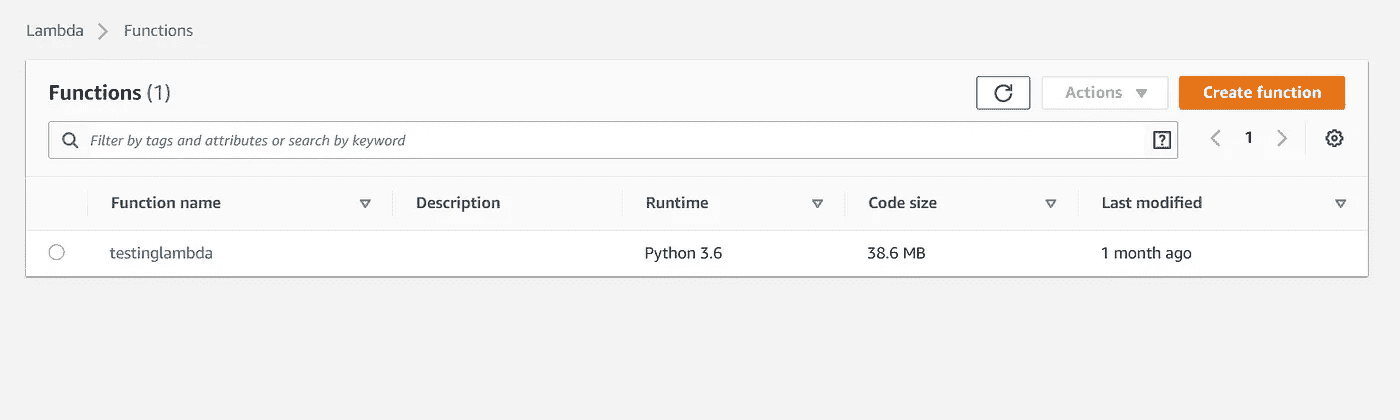 Lambda > Functions
Functions (1) Actions Create function
Filter by tags and attributes or search by keyword ? 1
Function name Description Runtime Code size Last modified
testinglambda Python 3.6 38.6 MB 1 month ago